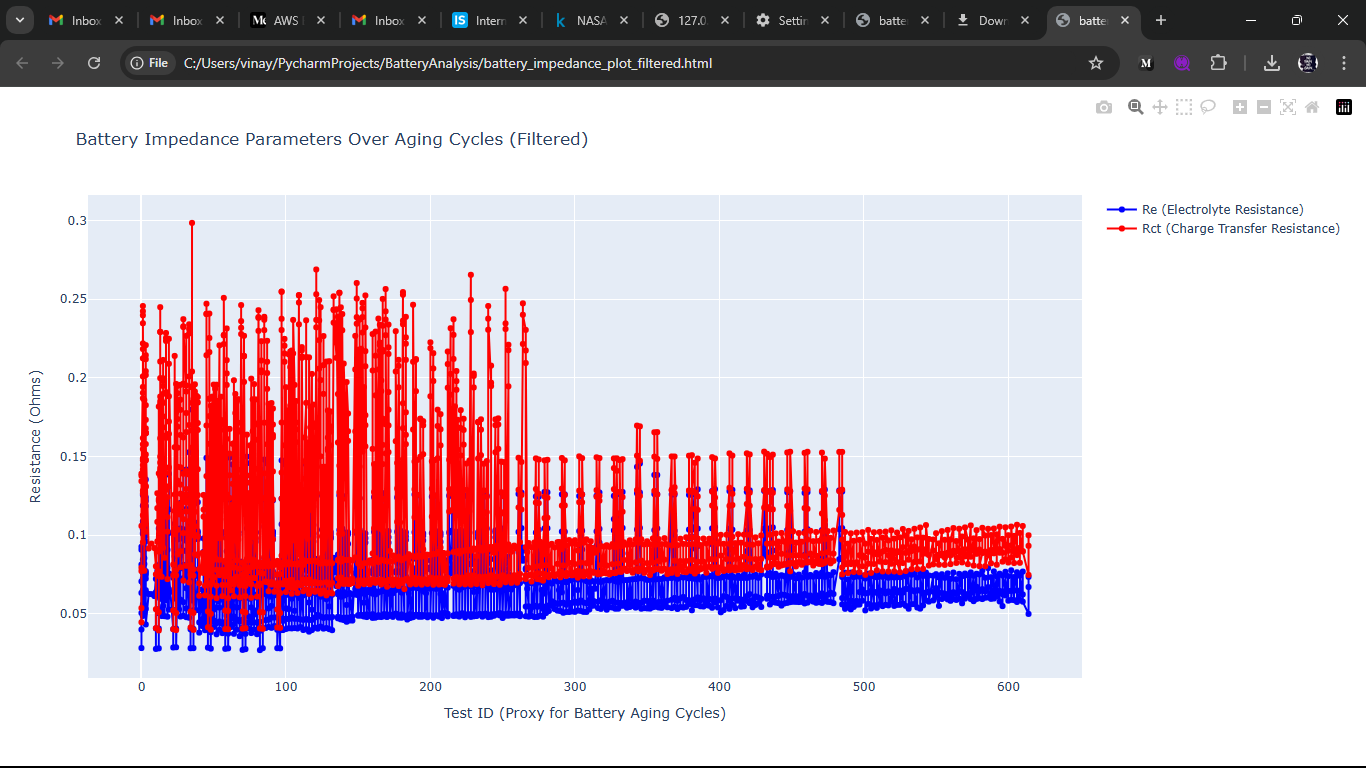 Inbox
Inbox
AWS
Inbox
IS
Intern
k
NASA
127.0.
Settin
batte
Down
batte
File
C:/Users/vinay/PycharmProjects/BatteryAnalysis/battery_impedance_plot_filtered.html
M
Battery Impedance Parameters Over Aging Cycles (Filtered)
Re (Electrolyte Resistance)
Rct (Charge Transfer Resistance)
0.3
0.25
0.2
0.15
0.1
0.05
Resistance (Ohms)
0 100 200 300 400 500 600
Test ID (Proxy for Battery Aging Cycles)